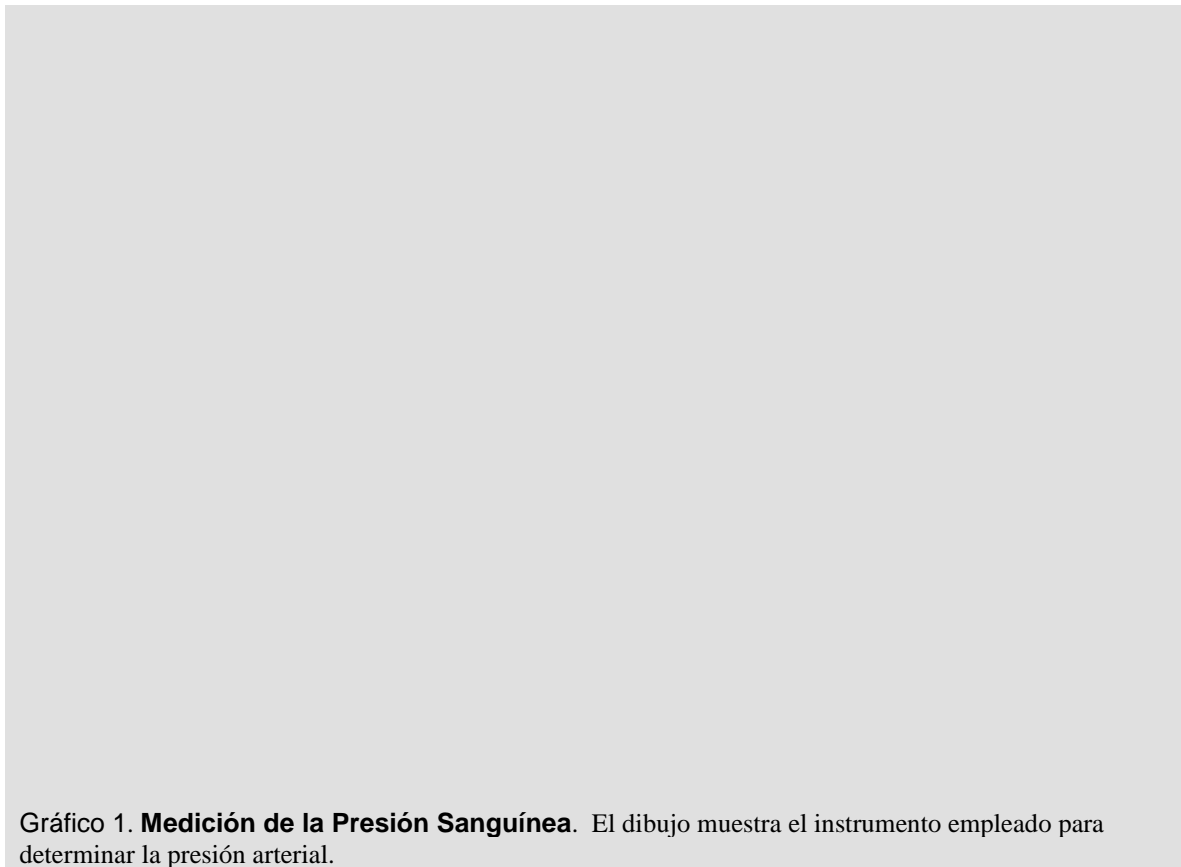 Gráfico 1. Medición de la Presión Sanguínea. El dibujo muestra el instrumento empleado para
determinar la presión arterial.